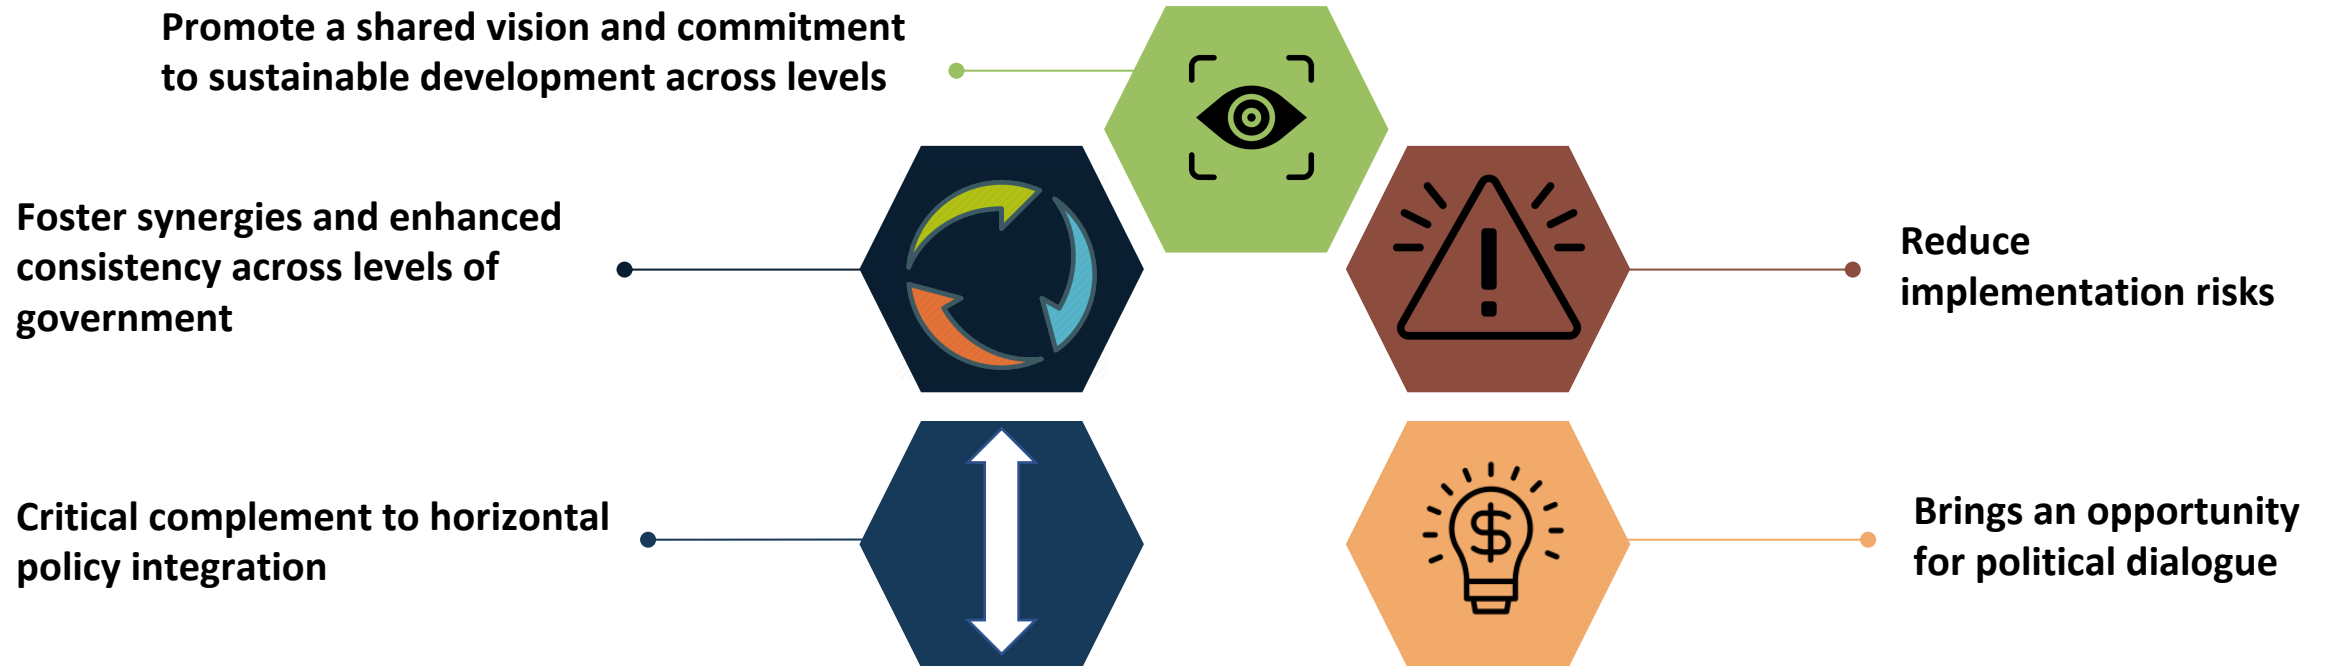 Promote a shared vision and commitment
to sustainable development across levels
Foster synergies and enhanced
consistency across levels of
government
Reduce
implementation risks
Critical complement to horizontal
policy integration
Brings an opportunity
for political dialogue
$